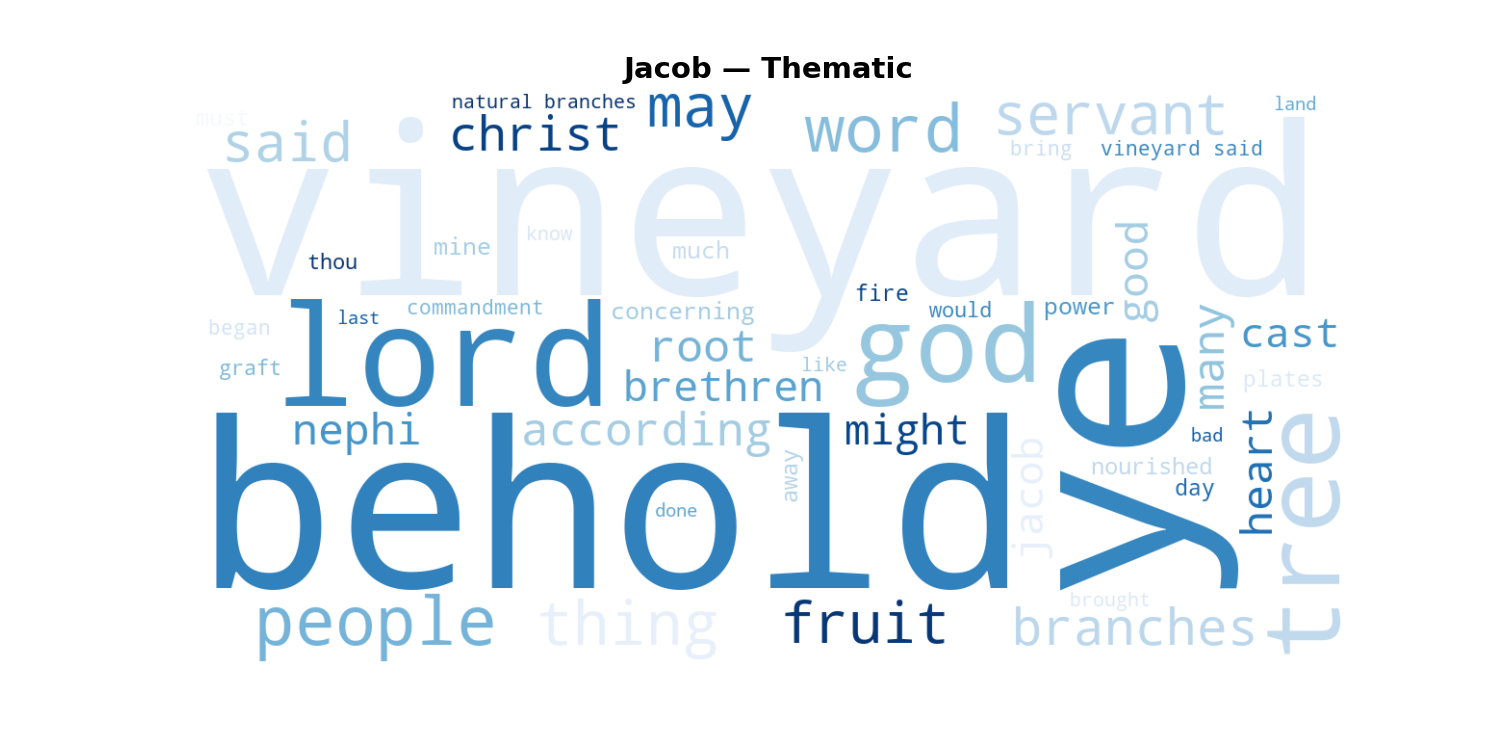 Jacob — Thematic
natural branches
may
land
must
said
christ
word
servant
bring
vineyard said
vineyard
know
mine
much
thou
good
fire
last
commandment
concerning
would
power
began
lord
root
god
many
cast
graft
brethren
like
ye
plates
nephi
according
might
bad
heart
tree
behold
away
jacob
nourished
day
done
people
thing
fruit
brought
branches